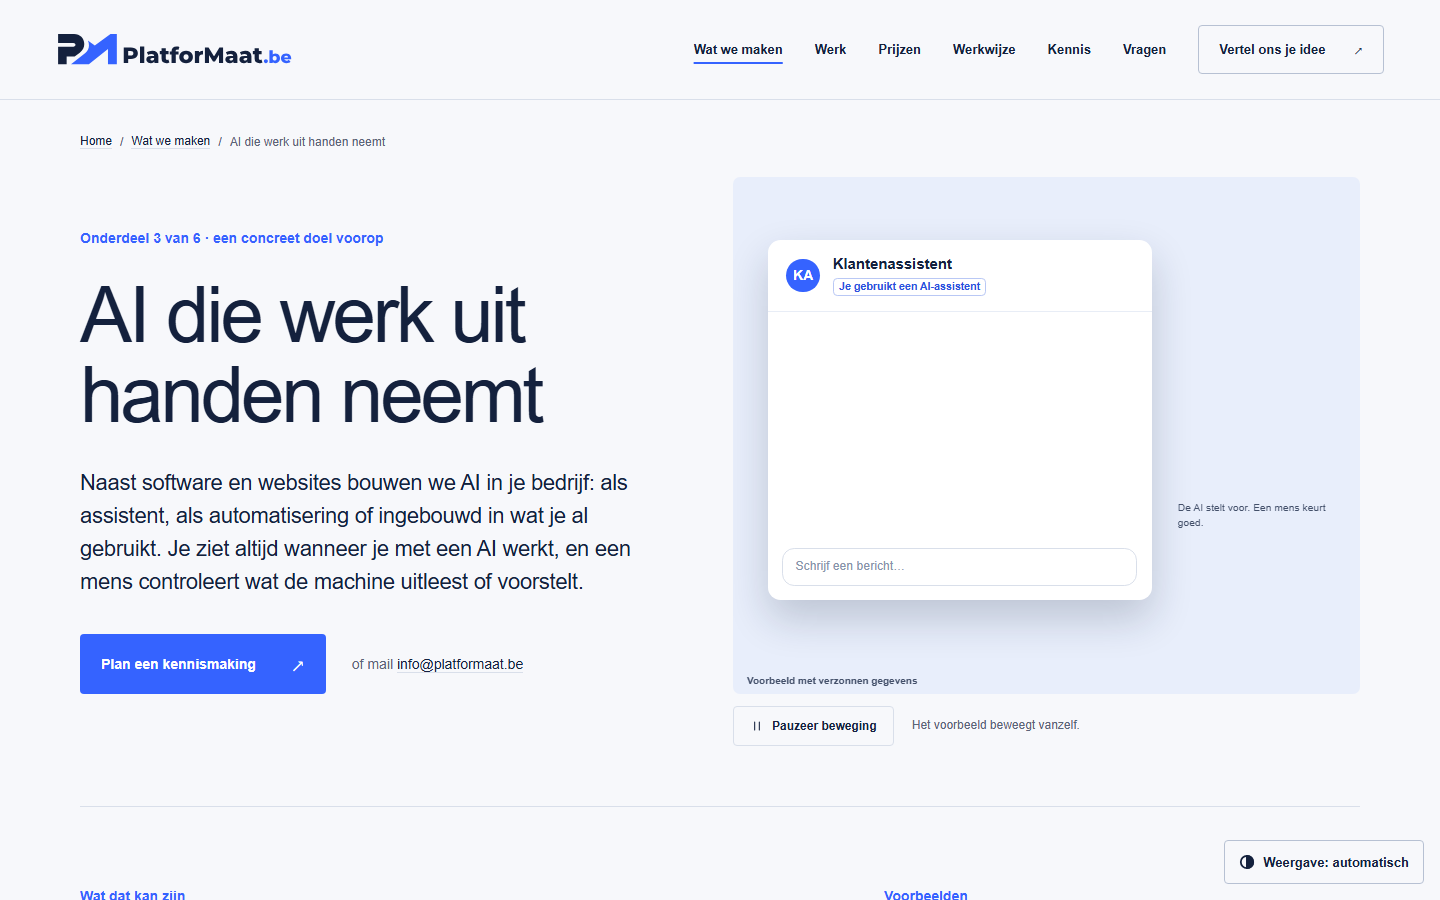 PM PlatforMaat.be
Wat we maken
Werk
Prijzen
Werkwijze
Kennis
Vragen
Vertel ons je idee ↗
Home / Wat we maken / AI die werk uit handen neemt
Onderdeel 3 van 6 · een concreet doel voorop
AI die werk uit
handen neemt
Naast software en websites bouwen we AI in je bedrijf: als
assistent, als automatisering of ingebouwd in wat je al
gebruikt. Je ziet altijd wanneer je met een AI werkt, en een
mens controleert wat de machine uitleest of voorstelt.
Plan een kennismaking ↗
of mail info@platformaat.be
KA
Klantenassistent
Je gebruikt een AI-assistent
Schrijf een bericht...
De AI stelt voor. Een mens keurt
goed.
Voorbeeld met verzonnen gegevens
Pauzeer beweging
Het voorbeeld beweegt vanzelf.
Weergave: automatisch
Wat dat kan zijn
Voorbeelden